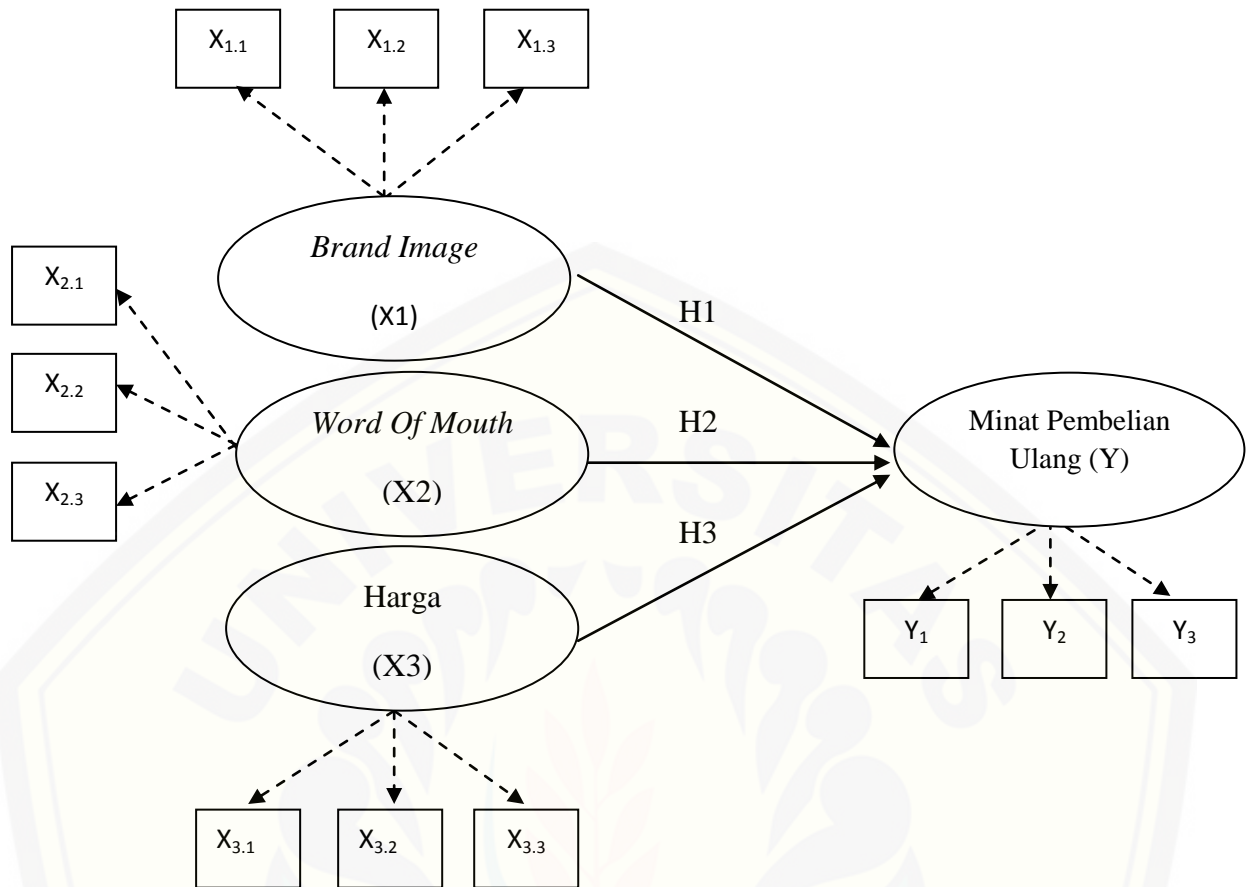 X1.1 X1.2 X1.3
Brand Image
(X1)
X2.1
X2.2
X2.3
Word Of Mouth
(X2)
Harga
(X3)
H1
H2
H3
Minat Pembelian
Ulang (Y)
Y1 Y2 Y3
X3.1 X3.2 X3.3
UNIVERSITAS